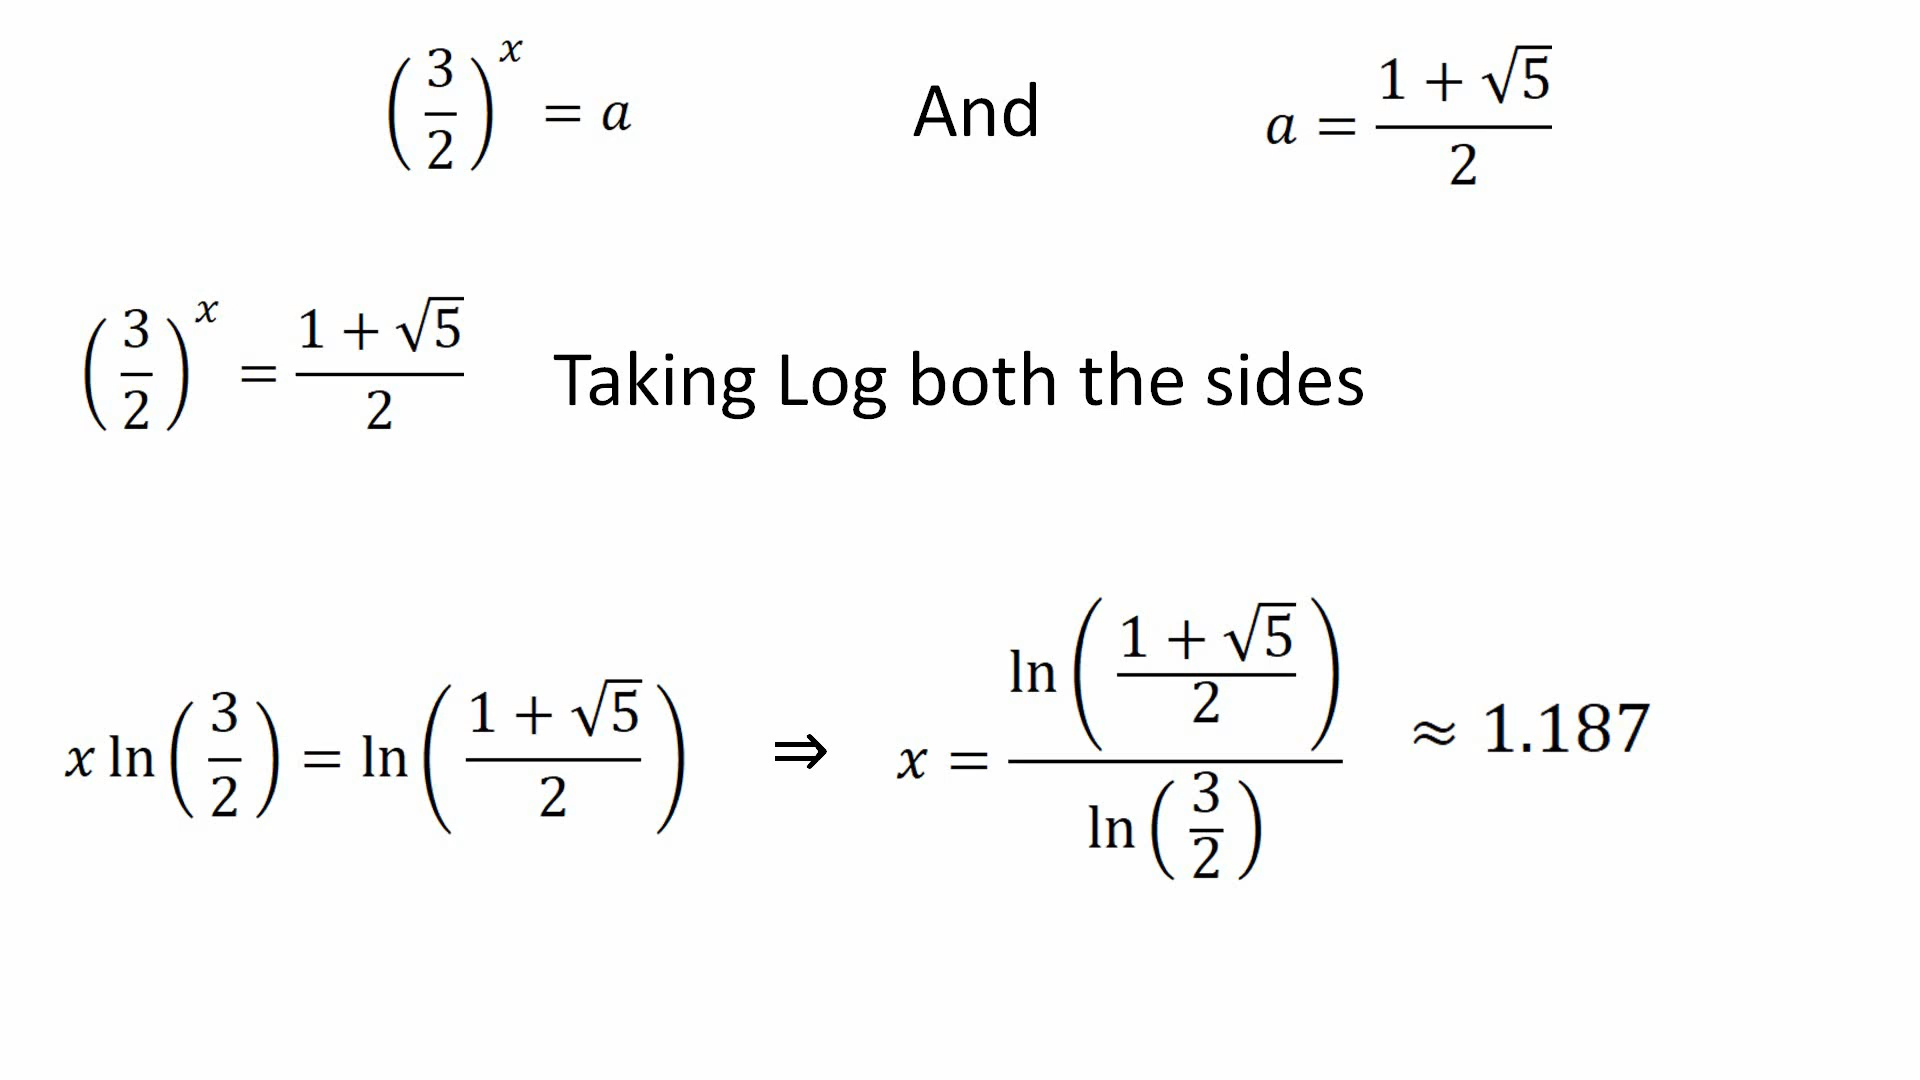 (3/2)^x = a And a = (1 + √5)/2
(3/2)^x = (1 + √5)/2 Taking Log both the sides
x ln(3/2) = ln((1 + √5)/2) ⇒ x = ln((1 + √5)/2)/ln(3/2) ≈ 1.187